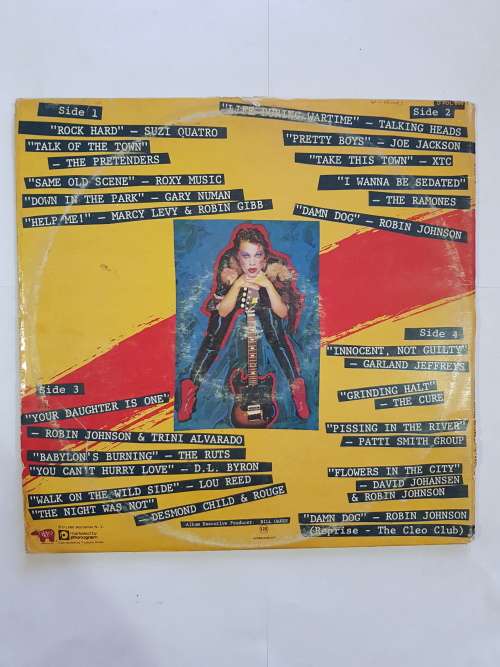 Side 1
"ROCK HARD" — SUZI QUATRO
"TALK OF THE TOWN"
— THE PRETENDERS
"SAME OLD SCENE" — ROXY MUSIC
"DOWN IN THE PARK" — GARY NUMAN
"HELP ME!" — MARCY LEVY & ROBIN GIBB
Side 2
"LIFE DURING WARTIME" — TALKING HEADS
"PRETTY BOYS" — JOE JACKSON
"TAKE THIS TOWN" — XTC
"I WANNA BE SEDATED"
— THE RAMONES
"DAMN DOG" — ROBIN JOHNSON
Side 3
"YOUR DAUGHTER IS ONE"
— ROBIN JOHNSON & TRINI ALVARADO
"BABYLON'S BURNING" — THE RUTS
"YOU CAN'T HURRY LOVE" — D.L. BYRON
"WALK ON THE WILD SIDE" — LOU REED
"THE NIGHT WAS NOT"
— DESMOND CHILD & ROUGE
Side 4
"INNOCENT, NOT GUILTY"
— GARLAND JEFFREYS
"GRINDING HALT"
— THE CURE
"PISSING IN THE RIVER"
— PATTI SMITH GROUP
"FLOWERS IN THE CITY"
— DAVID JOHANSEN
& ROBIN JOHNSON
"DAMN DOG" — ROBIN JOHNSON
(Reprise - The Cleo Club)
Album Executive Producer: BILL OAKES
marketed by
phonogram